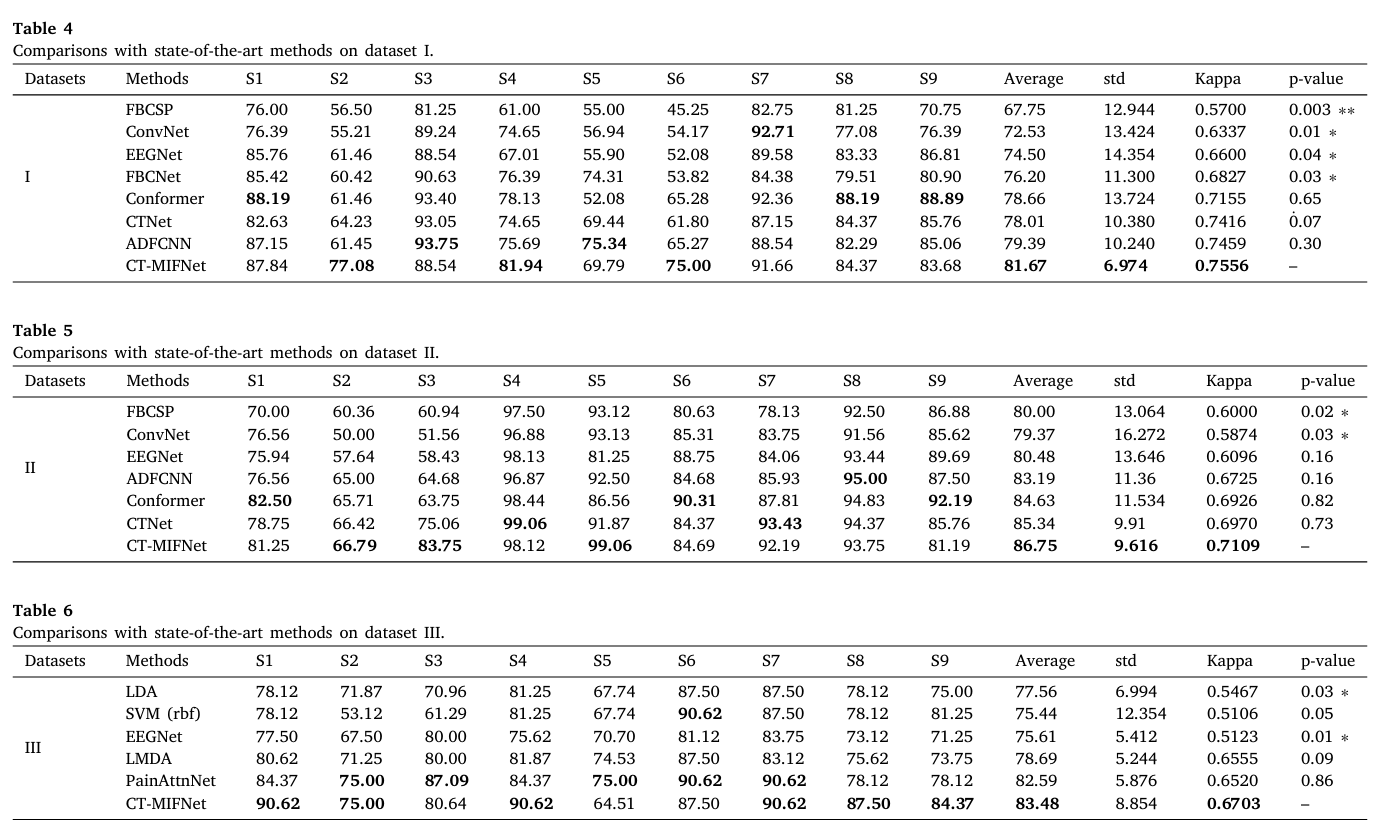 Table 4
Comparisons with state-of-the-art methods on dataset I.
Datasets Methods S1 S2 S3 S4 S5 S6 S7 S8 S9 Average std Kappa p-value
FBCSP 76.00 56.50 81.25 61.00 55.00 45.25 82.75 81.25 70.75 67.75 12.944 0.5700 0.003 **
ConvNet 76.39 55.21 89.24 74.65 56.94 54.17 92.71 77.08 76.39 72.53 13.424 0.6337 0.01 *
EEGNet 85.76 61.46 88.54 67.01 55.90 52.08 89.58 83.33 86.81 74.50 14.354 0.6600 0.04 *
I FBCNet 85.42 60.42 90.63 76.39 74.31 53.82 84.38 79.51 80.90 76.20 11.300 0.6827 0.03 *
Conformer 88.19 61.46 93.40 78.13 52.08 65.28 92.36 88.19 88.89 78.66 13.724 0.7155 0.65
CTNet 82.63 64.23 93.05 74.65 69.44 61.80 87.15 84.37 85.76 78.01 10.380 0.7416 0.07
ADFCNN 87.15 61.45 93.75 75.69 75.34 65.27 88.54 82.29 85.06 79.39 10.240 0.7459 0.30
CT-MIFNet 87.84 77.08 88.54 81.94 69.79 75.00 91.66 84.37 83.68 81.67 6.974 0.7556 –
Table 5
Comparisons with state-of-the-art methods on dataset II.
Datasets Methods S1 S2 S3 S4 S5 S6 S7 S8 S9 Average std Kappa p-value
FBCSP 70.00 60.36 60.94 97.50 93.12 80.63 78.13 92.50 86.88 80.00 13.064 0.6000 0.02 *
ConvNet 76.56 50.00 51.56 96.88 93.13 85.31 83.75 91.56 85.62 79.37 16.272 0.5874 0.03 *
EEGNet 75.94 57.64 58.43 98.13 81.25 88.75 84.06 93.44 89.69 80.48 13.646 0.6096 0.16
II ADFCNN 76.56 65.00 64.68 96.87 92.50 84.68 85.93 95.00 87.50 83.19 11.36 0.6725 0.16
Conformer 82.50 65.71 63.75 98.44 86.56 90.31 87.81 94.83 92.19 84.63 11.534 0.6926 0.82
CTNet 78.75 66.42 75.06 99.06 91.87 84.37 93.43 94.37 85.76 85.34 9.91 0.6970 0.73
CT-MIFNet 81.25 66.79 83.75 98.12 99.06 84.69 92.19 93.75 81.19 86.75 9.616 0.7109 –
Table 6
Comparisons with state-of-the-art methods on dataset III.
Datasets Methods S1 S2 S3 S4 S5 S6 S7 S8 S9 Average std Kappa p-value
LDA 78.12 71.87 70.96 81.25 67.74 87.50 87.50 78.12 75.00 77.56 6.994 0.5467 0.03 *
SVM (rbf) 78.12 53.12 61.29 81.25 67.74 90.62 87.50 78.12 81.25 75.44 12.354 0.5106 0.05
EEGNet 77.50 67.50 80.00 75.62 70.70 81.12 83.75 73.12 71.25 75.61 5.412 0.5123 0.01 *
III LMDA 80.62 71.25 80.00 81.87 74.53 87.50 83.12 75.62 73.75 78.69 5.244 0.6555 0.09
PainAttnNet 84.37 75.00 87.09 84.37 75.00 90.62 90.62 78.12 78.12 82.59 5.876 0.6520 0.86
CT-MIFNet 90.62 75.00 80.64 90.62 64.51 87.50 90.62 87.50 84.37 83.48 8.854 0.6703 –